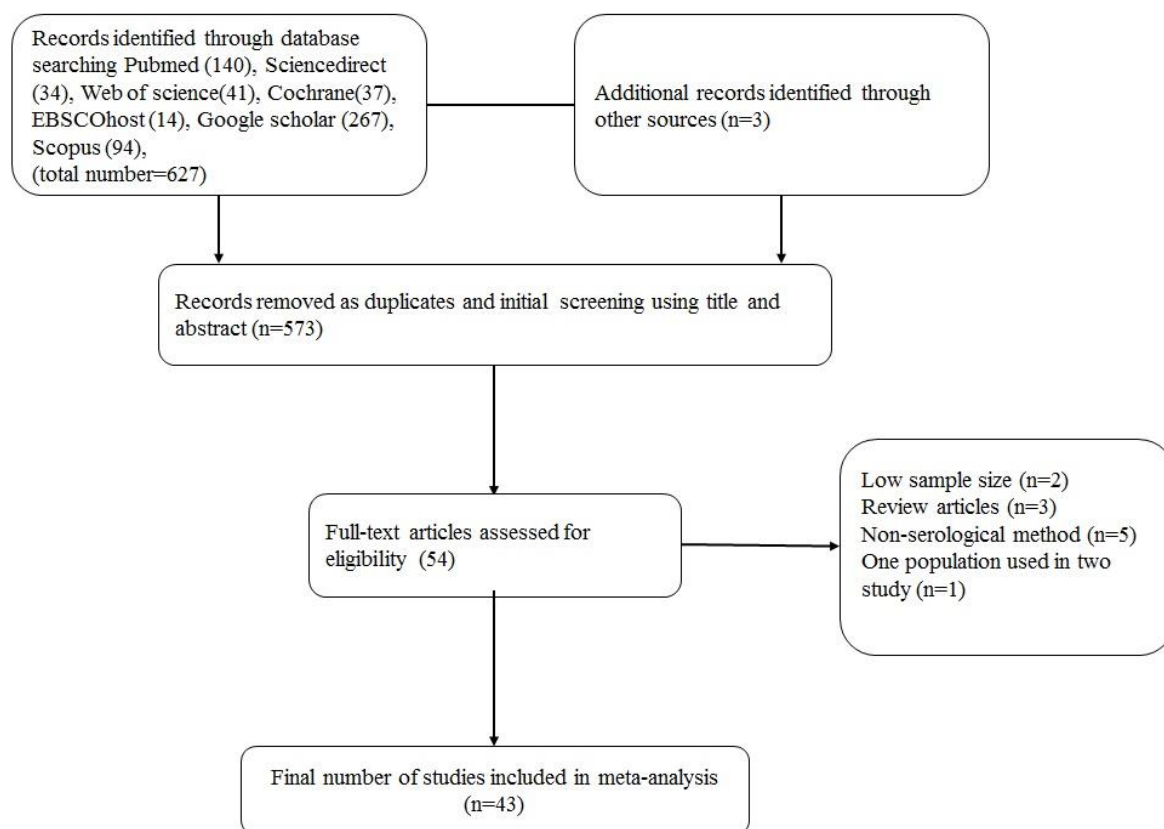 Records identified through database
searching Pubmed (140), Sciencedirect
(34), Web of science(41), Cochrane(37),
EBSCOhost (14), Google scholar (267),
Scopus (94),
(total number=627)
Additional records identified through
other sources (n=3)
Records removed as duplicates and initial screening using title and
abstract (n=573)
Full-text articles assessed for
eligibility (54)
Low sample size (n=2)
Review articles (n=3)
Non-serological method (n=5)
One population used in two
study (n=1)
Final number of studies included in meta-analysis
(n=43)